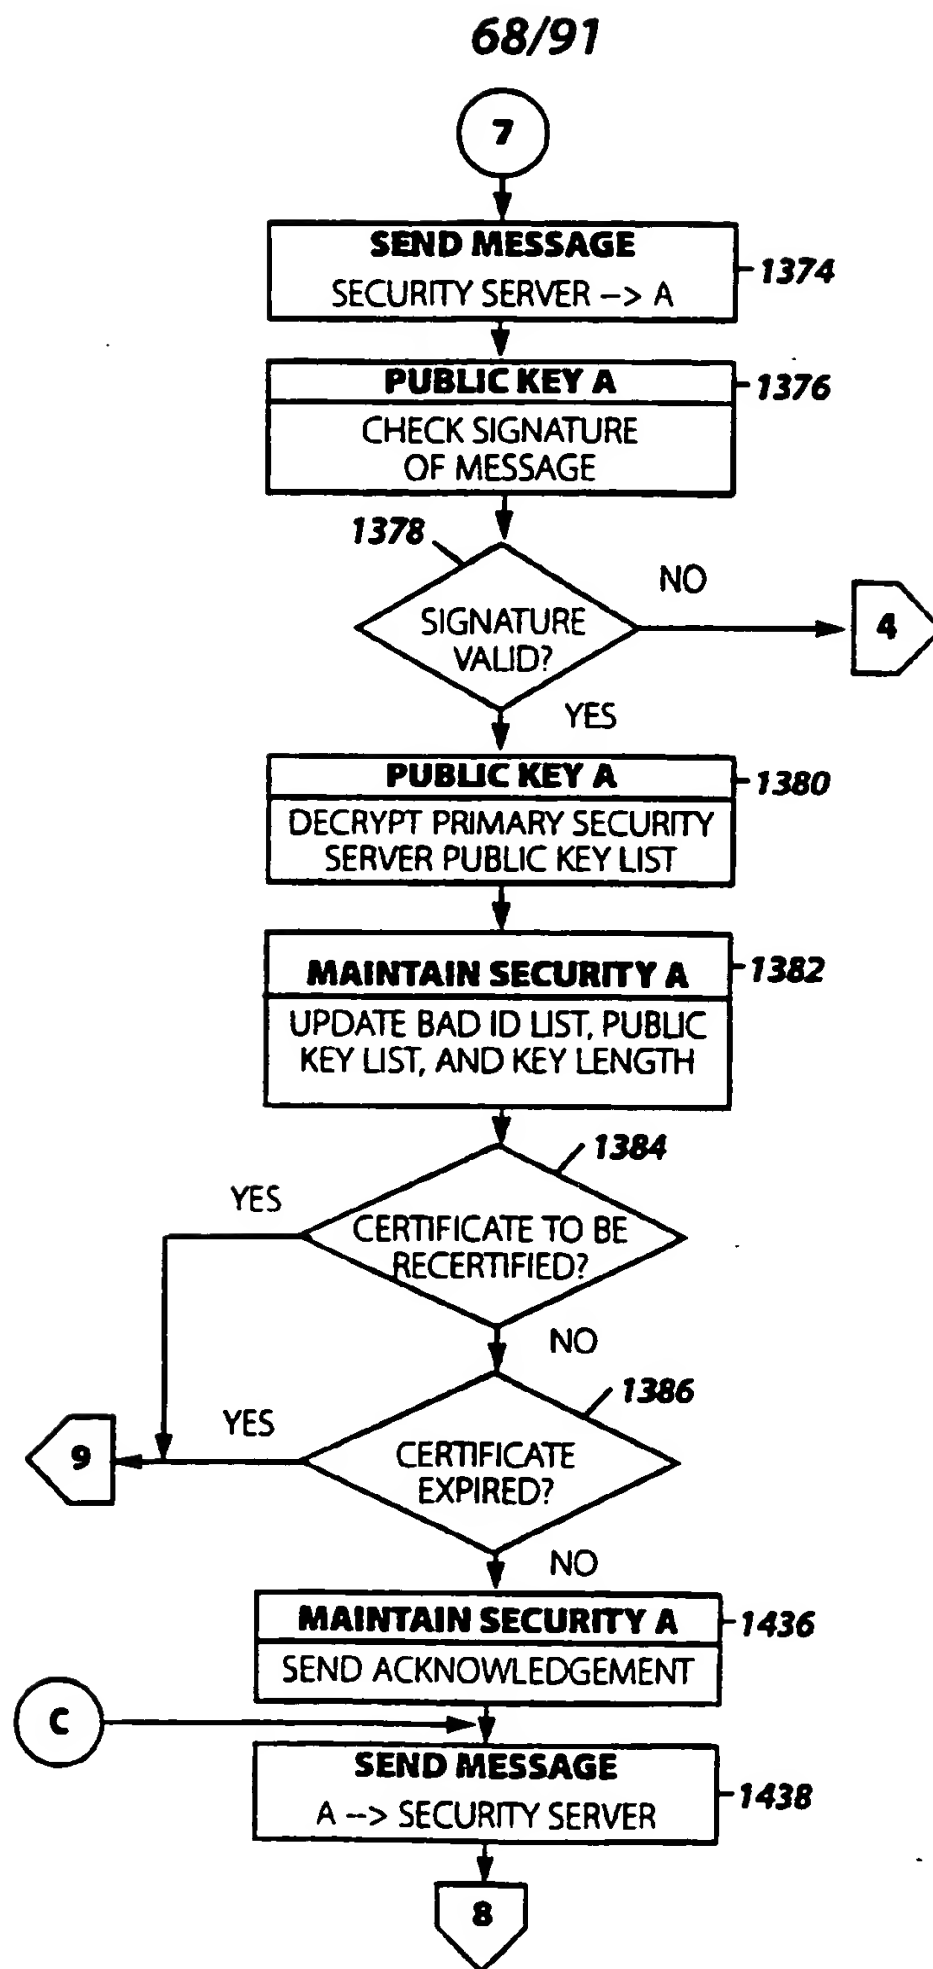 68/91
7
SEND MESSAGE
SECURITY SERVER --> A
1374
PUBLIC KEY A
1376
CHECK SIGNATURE
OF MESSAGE
1378
NO
SIGNATURE
VALID?
4
YES
PUBLIC KEY A
1380
DECRYPT PRIMARY SECURITY
SERVER PUBLIC KEY LIST
MAINTAIN SECURITY A
1382
UPDATE BAD ID LIST, PUBLIC
KEY LIST, AND KEY LENGTH
1384
YES
CERTIFICATE TO BE
RECERTIFIED?
NO
1386
YES
9
CERTIFICATE
EXPIRED?
NO
MAINTAIN SECURITY A
1436
SEND ACKNOWLEDGEMENT
C
SEND MESSAGE
1438
A --> SECURITY SERVER
8